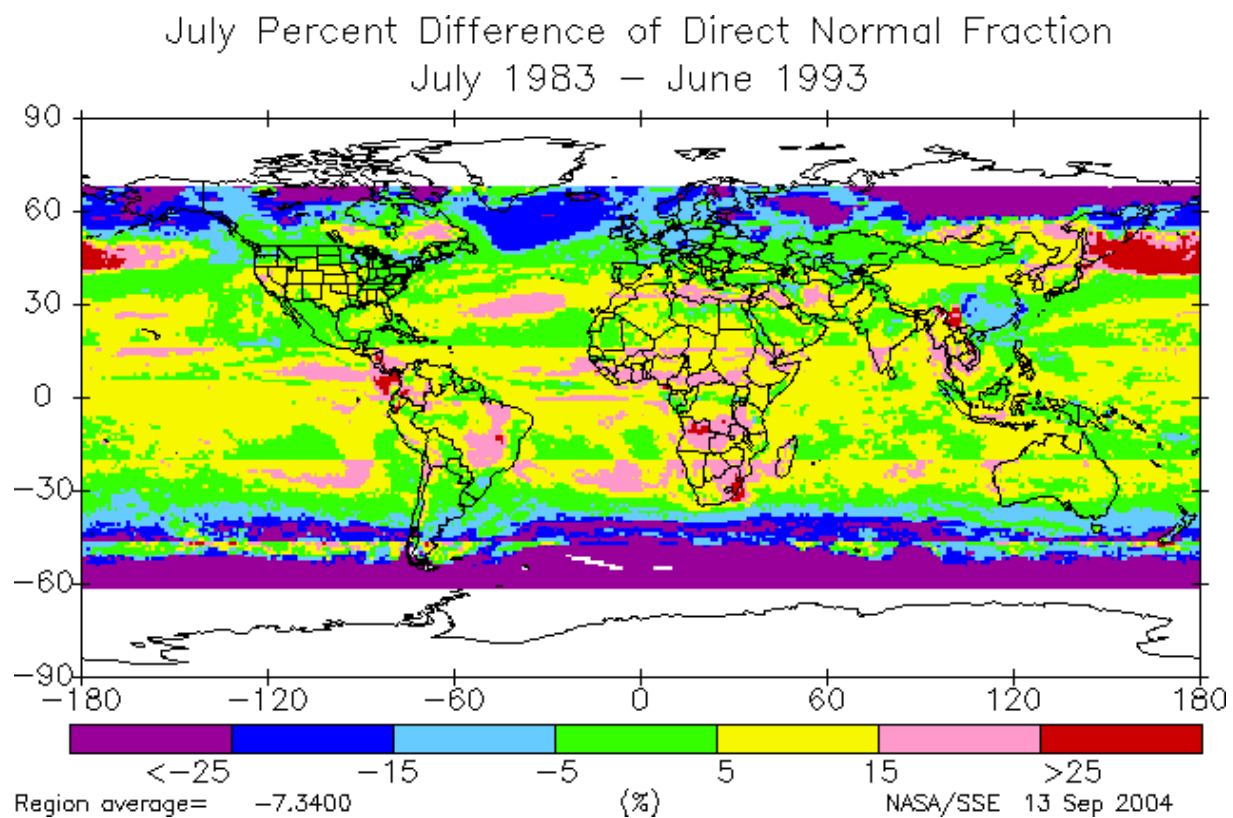 July Percent Difference of Direct Normal Fraction
July 1983 - June 1993
90
60
30
0
-30
-60
-90
-180 -120 -60 0 60 120 180
<-25 -15 -5 5 15 >25
Region average= -7.3400 (%) NASA/SSE 13 Sep 2004